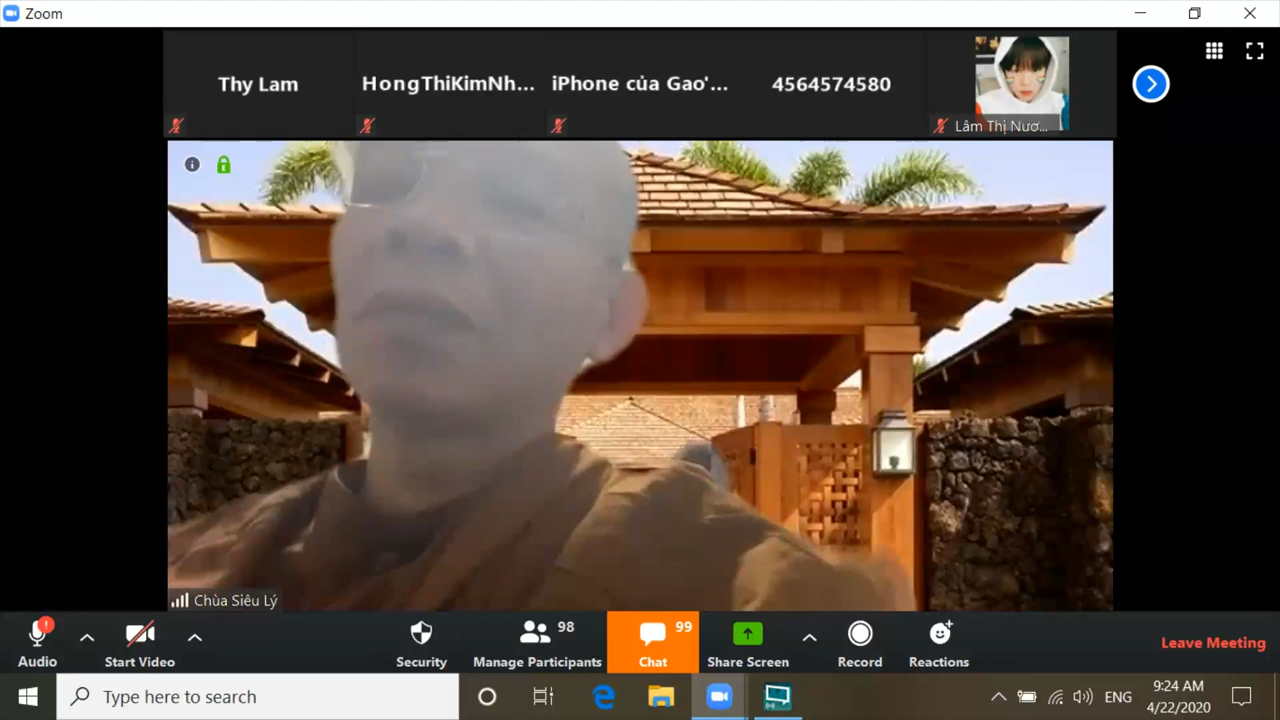 Zoom
Thy Lam
HongThiKimNh...
iPhone của Gao'...
4564574580
Lâm Thị Nươ...
Chùa Siêu Lý
Audio
Start Video
Security
98
Manage Participants
99
Chat
Share Screen
Record
Reactions
Leave Meeting
Type here to search
ENG
9:24 AM
4/22/2020